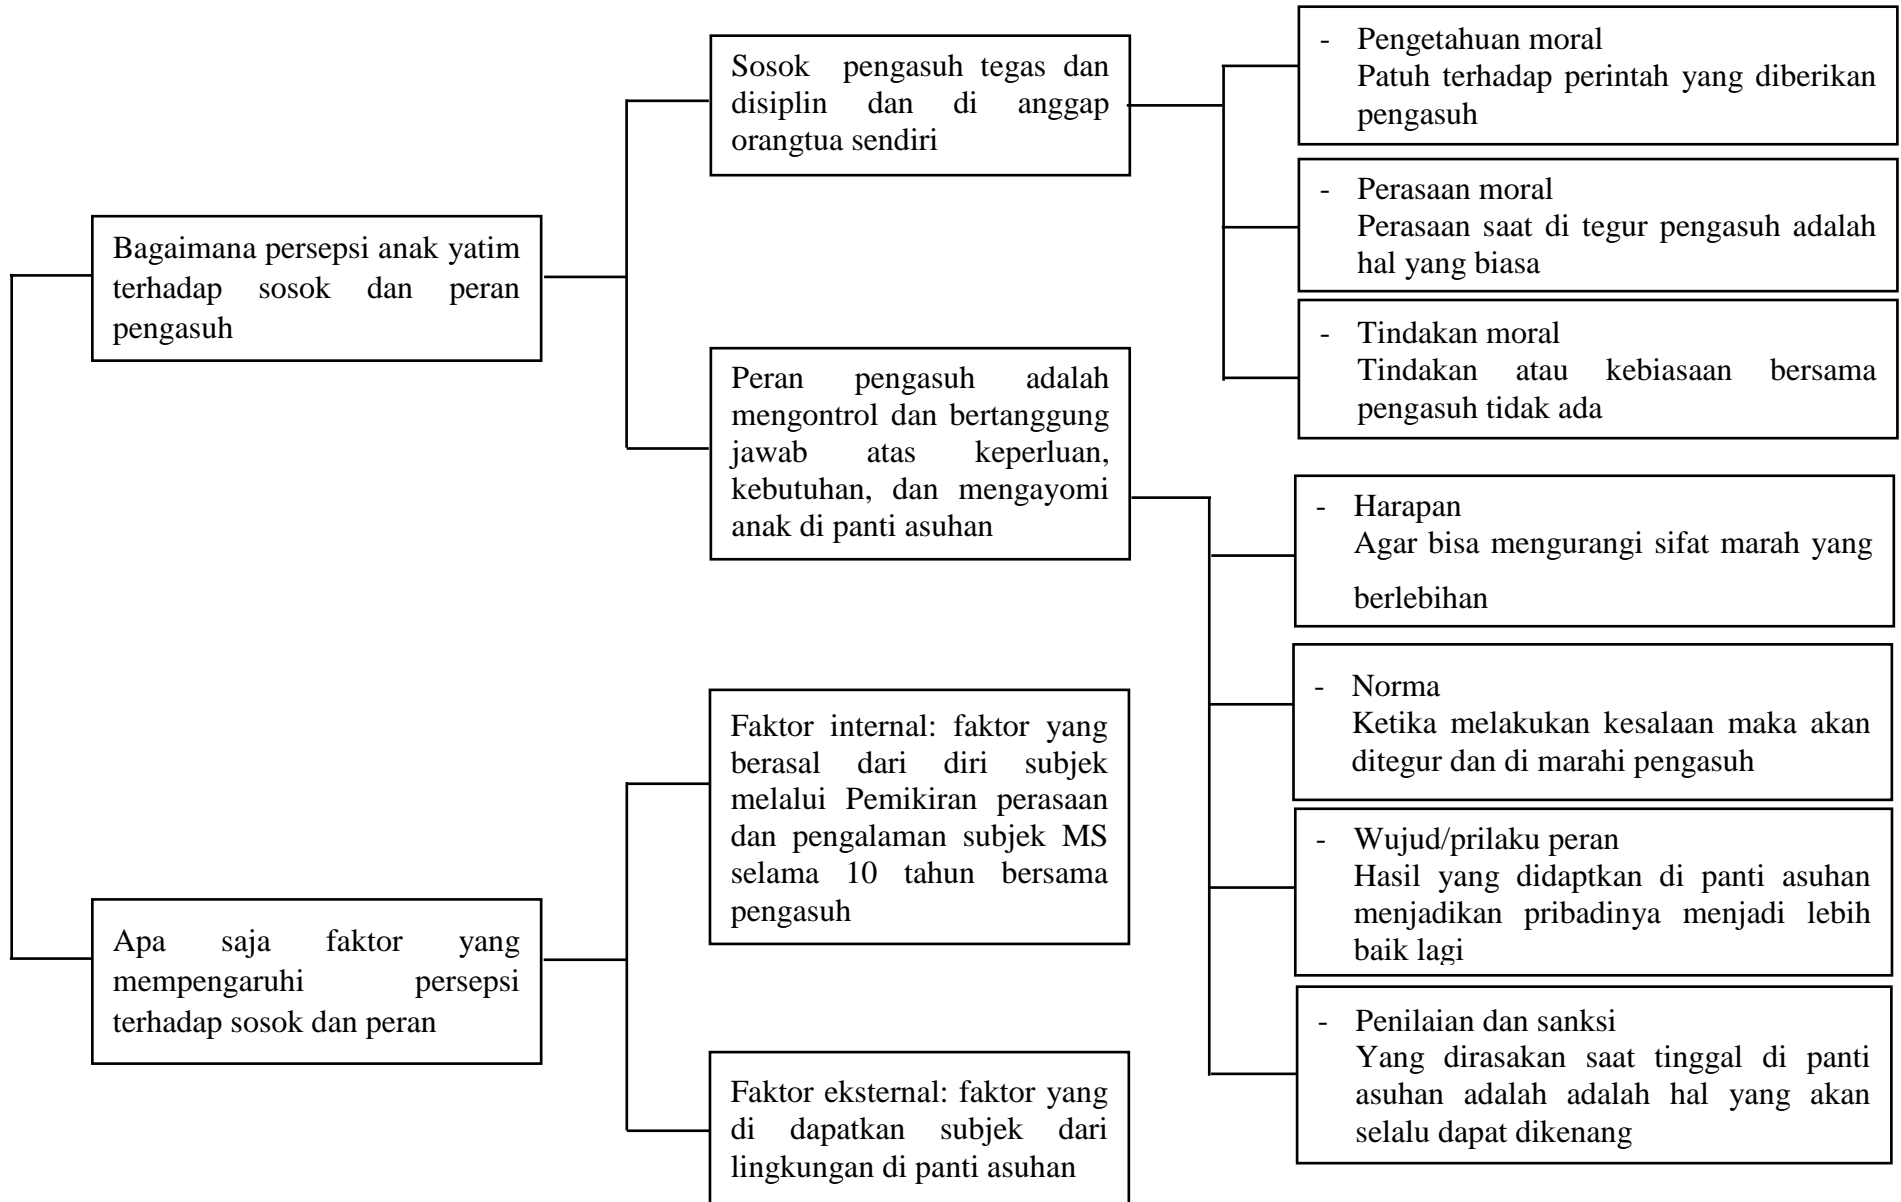 Bagaimana persepsi anak yatim
terhadap sosok dan peran
pengasuh
Sosok pengasuh tegas dan
disiplin dan di anggap
orangtua sendiri
- Pengetahuan moral
Patuh terhadap perintah yang diberikan
pengasuh
- Perasaan moral
Perasaan saat di tegur pengasuh adalah
hal yang biasa
- Tindakan moral
Tindakan atau kebiasaan bersama
pengasuh tidak ada
Peran pengasuh adalah
mengontrol dan bertanggung
jawab atas keperluan,
kebutuhan, dan mengayomi
anak di panti asuhan
- Harapan
Agar bisa mengurangi sifat marah yang
berlebihan
- Norma
Ketika melakukan kesalaan maka akan
ditegur dan di marahi pengasuh
- Wujud/prilaku peran
Hasil yang didaptkan di panti asuhan
menjadikan pribadinya menjadi lebih
baik lagi
- Penilaian dan sanksi
Yang dirasakan saat tinggal di panti
asuhan adalah adalah hal yang akan
selalu dapat dikenang
Apa saja faktor yang
mempengaruhi persepsi
terhadap sosok dan peran
Faktor internal: faktor yang
berasal dari diri subjek
melalui Pemikiran perasaan
dan pengalaman subjek MS
selama 10 tahun bersama
pengasuh
Faktor eksternal: faktor yang
di dapatkan subjek dari
lingkungan di panti asuhan